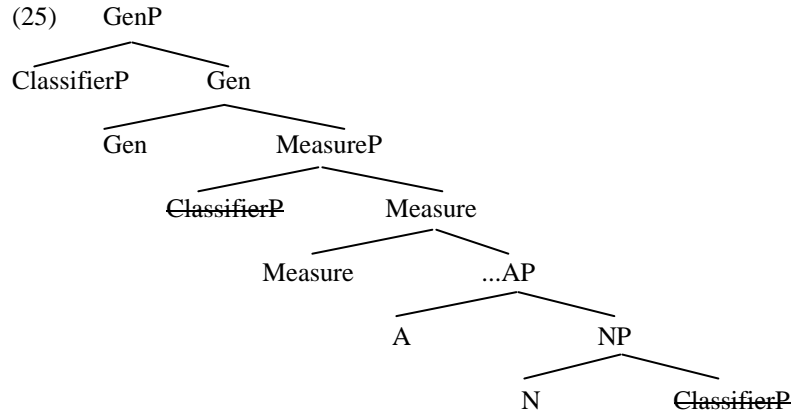 (25) GenP
ClassifierP Gen
Gen MeasureP
ClassifierP Measure
Measure ...AP
A NP
N ClassifierP